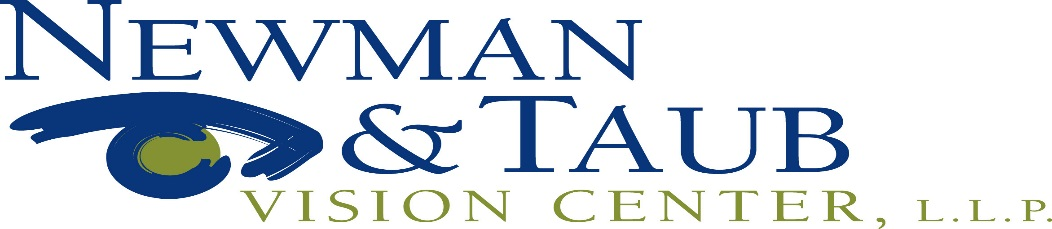 NEWMAN
& TAUB
VISION CENTER, L.L.P.